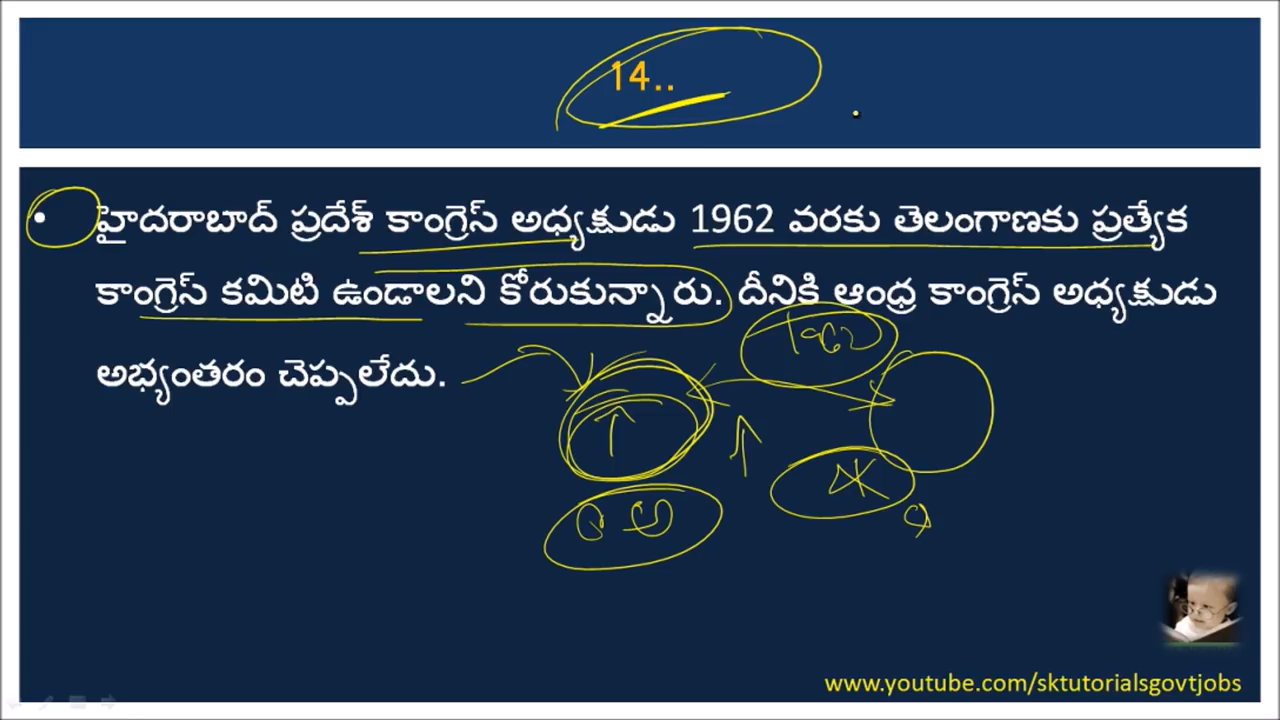 14..
• హైదరాబాద్ ప్రదేశ్ కాంగ్రెస్ అధ్యక్షుడు 1962 వరకు తెలంగాణకు ప్రత్యేక
కాంగ్రెస్ కమిటి ఉండాలని కోరుకున్నారు. దీనికి ఆంధ్ర కాంగ్రెస్ అధ్యక్షుడు
1962
అభ్యంతరం చెప్పలేదు.
www.youtube.com/sktutorialsgovtjobs